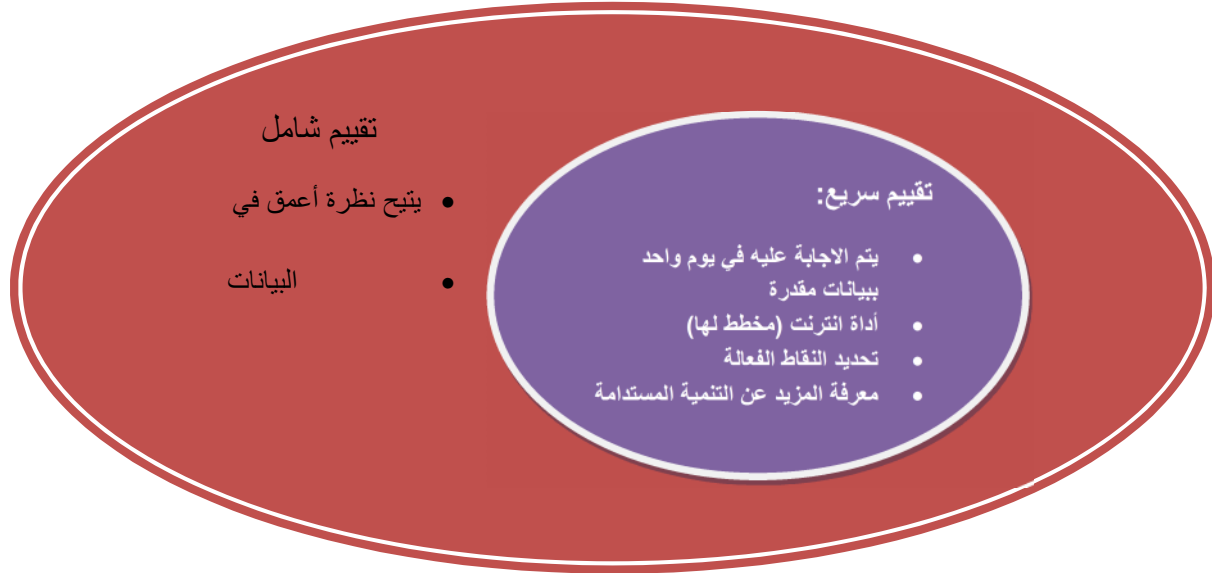 تقييم شامل
• يتيح نظرة أعمق في
• البيانات
تقييم سريع:
• يتم الاجابة عليه في يوم واحد
ببيانات مقدرة
• أداة انترنت (مخطط لها)
• تحديد النقاط الفعالة
• معرفة المزيد عن التنمية المستدامة